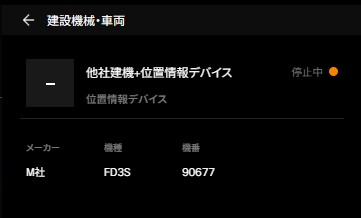 ← 建設機械・車両
–
他社建機+位置情報デバイス
停止中
位置情報デバイス
メーカー 機種 機番
M社 FD3S 90677